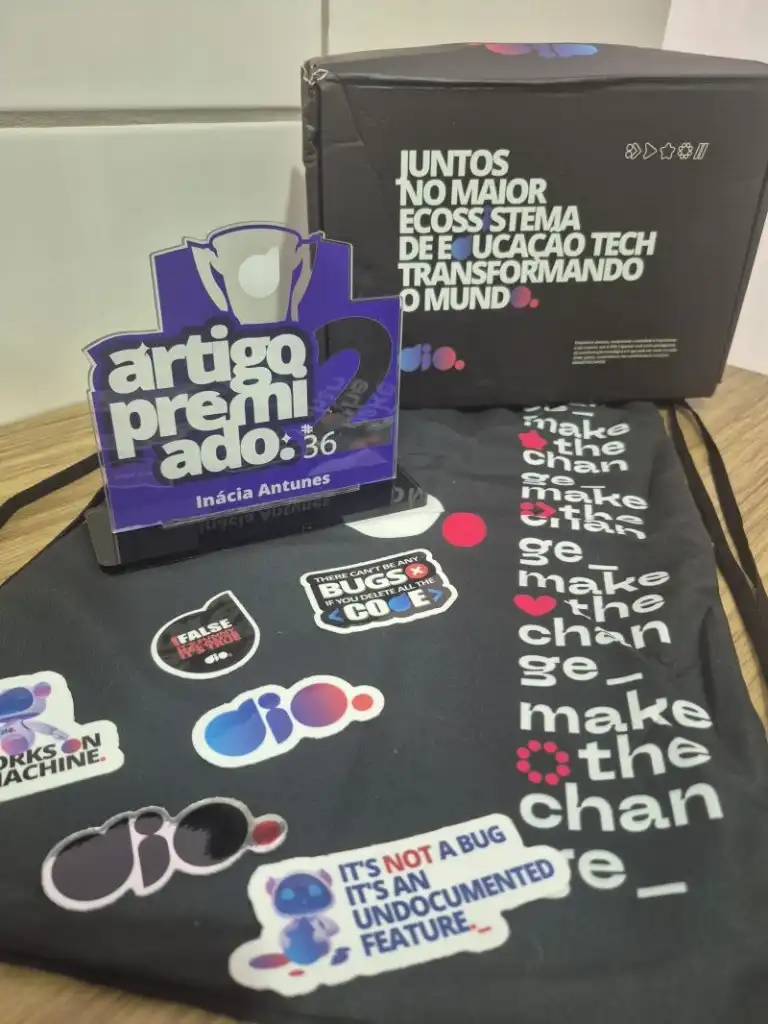 JUNTOS
NO MAIOR
ECOSSISTEMA
DE EDUCAÇÃO TECH
TRANSFORMANDO
O MUNDO.
dio.
artigo
premi
ado.
#36
2
Inácia Antunes
make
the
chan
ge_
make
the
chan
ge_
make
the
chan
ge_
make
the
chan
ge_
THERE CAN'T BE ANY
BUGS
IF YOU DELETE ALL THE
<CODE>
!FALSE
IT'S TRUE
dio.
dio.
ORKS ON
MACHINE.
dio.
IT'S NOT A BUG
IT'S AN
UNDOCUMENTED
FEATURE._